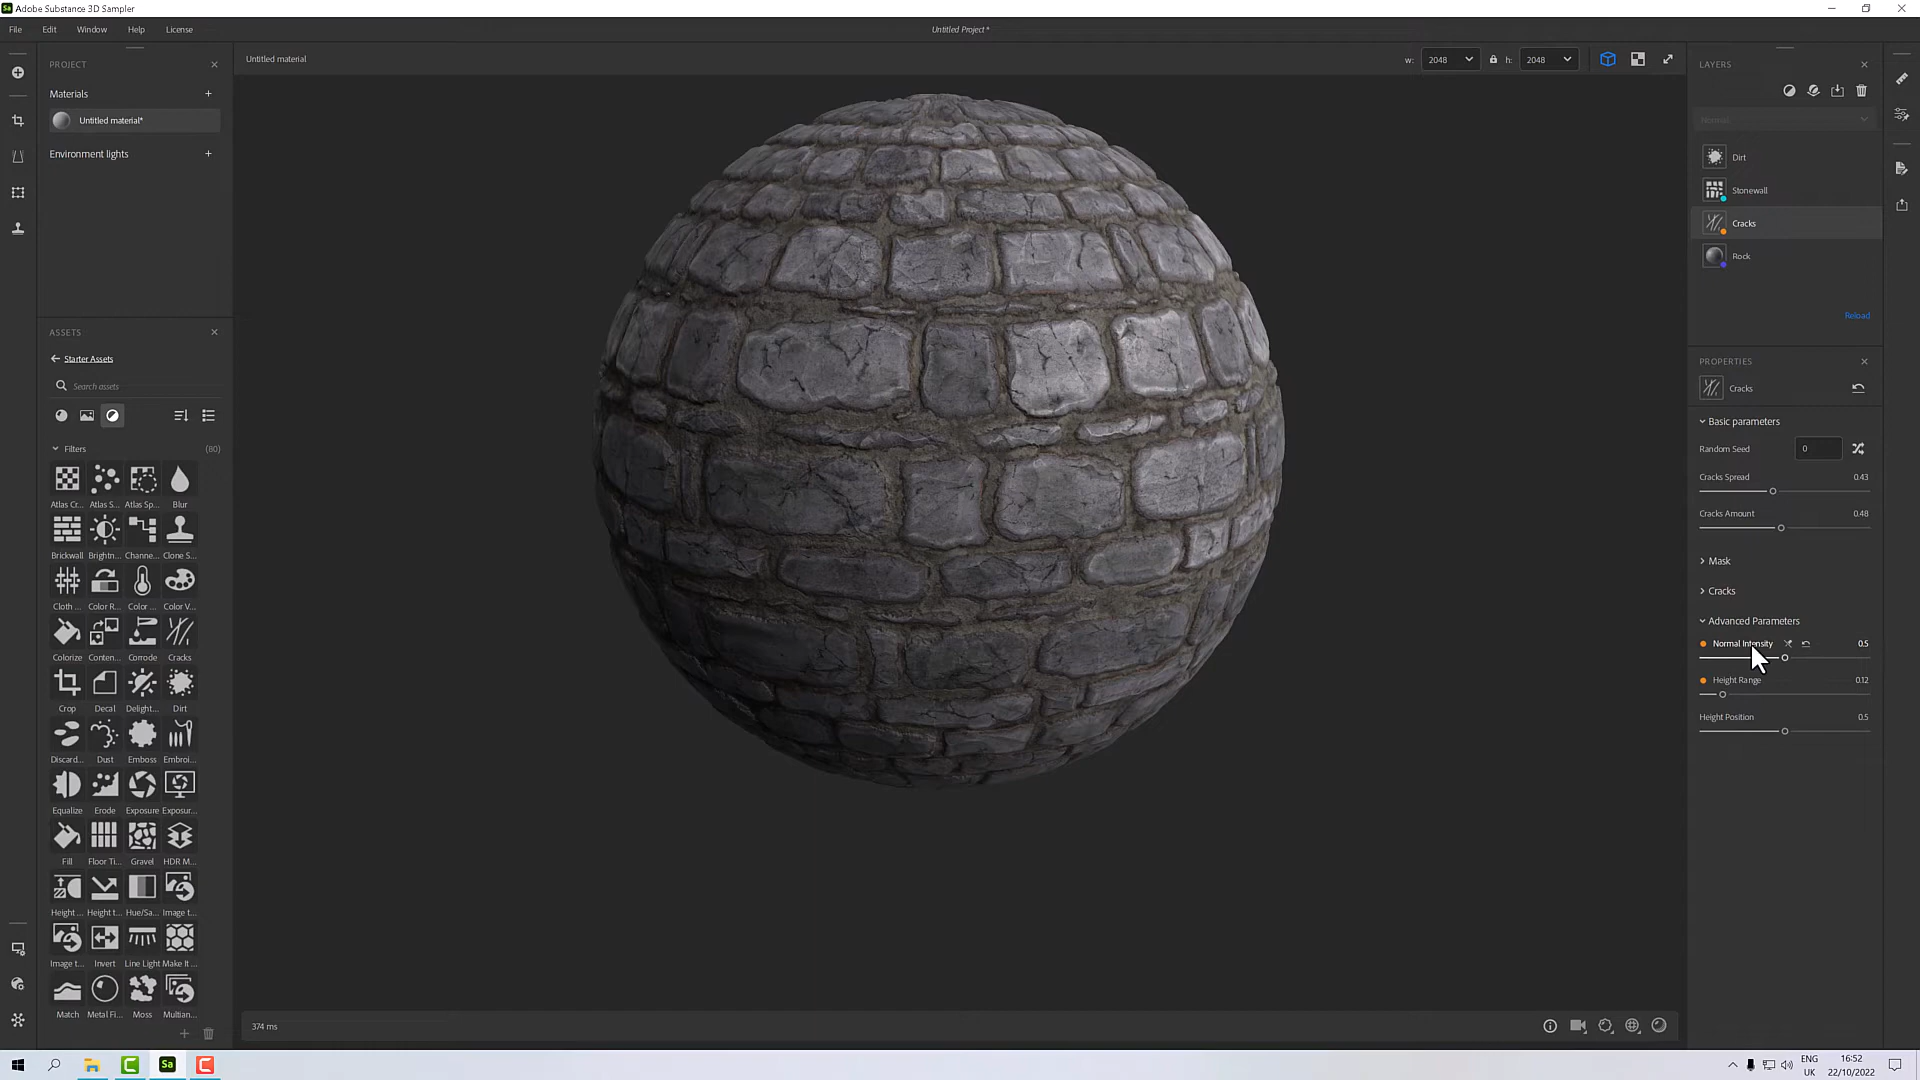 Adobe Substance 3D Sampler
File Edit Window Help License
Untitled Project*
PROJECT
Materials
Untitled material*
Environment lights
ASSETS
Starter Assets
Search assets
Filters (80)
Atlas Cr... Atlas S... Atlas Sp... Blur
Brickwall Brightn... Channe... Clone S...
Cloth ... Color R... Color ... Color V...
Colorize Conten... Corrode Cracks
Crop Decal Delight... Dirt
Discard... Dust Emboss Embroi...
Equalize Erode Exposure Exposur...
Fill Floor Ti... Gravel HDR M...
Height ... Height t... Hue/Sa... Image t...
Image t... Invert Line Light Make It ...
Match Metal Fi... Moss Multian...
Untitled material
w: 2048 h: 2048
374 ms
LAYERS
Normal
Dirt
Stonewall
Cracks
Rock
Reload
PROPERTIES
Cracks
Basic parameters
Random Seed 0
Cracks Spread 0.43
Cracks Amount 0.48
Mask
Cracks
Advanced Parameters
Normal Intensity 0.5
Height Range 0.12
Height Position 0.5
Sa
ENG
UK
16:52
22/10/2022